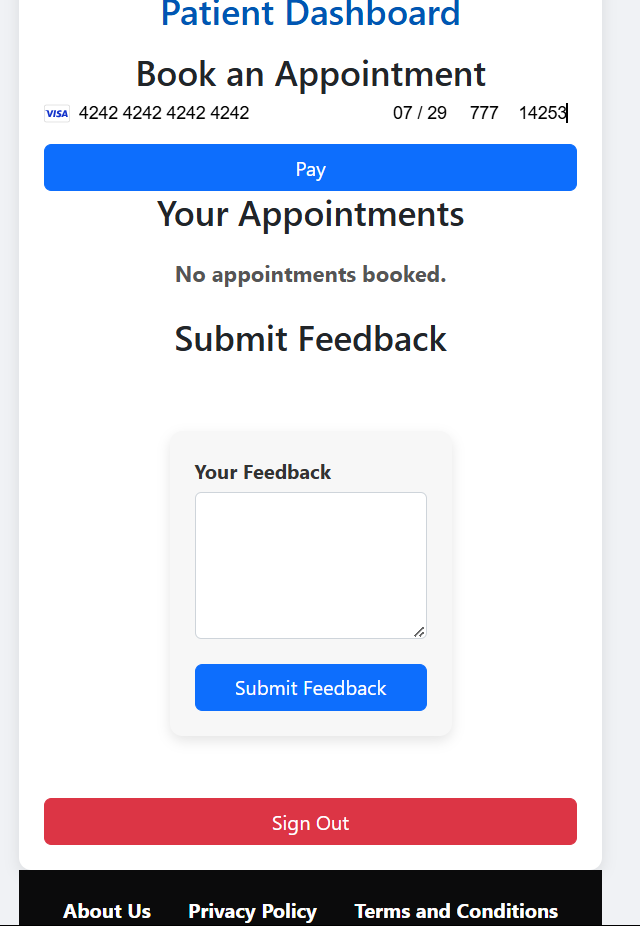 Patient Dashboard
Book an Appointment
VISA 4242 4242 4242 4242 07 / 29 777 14253
Pay
Your Appointments
No appointments booked.
Submit Feedback
Your Feedback
Submit Feedback
Sign Out
About Us Privacy Policy Terms and Conditions